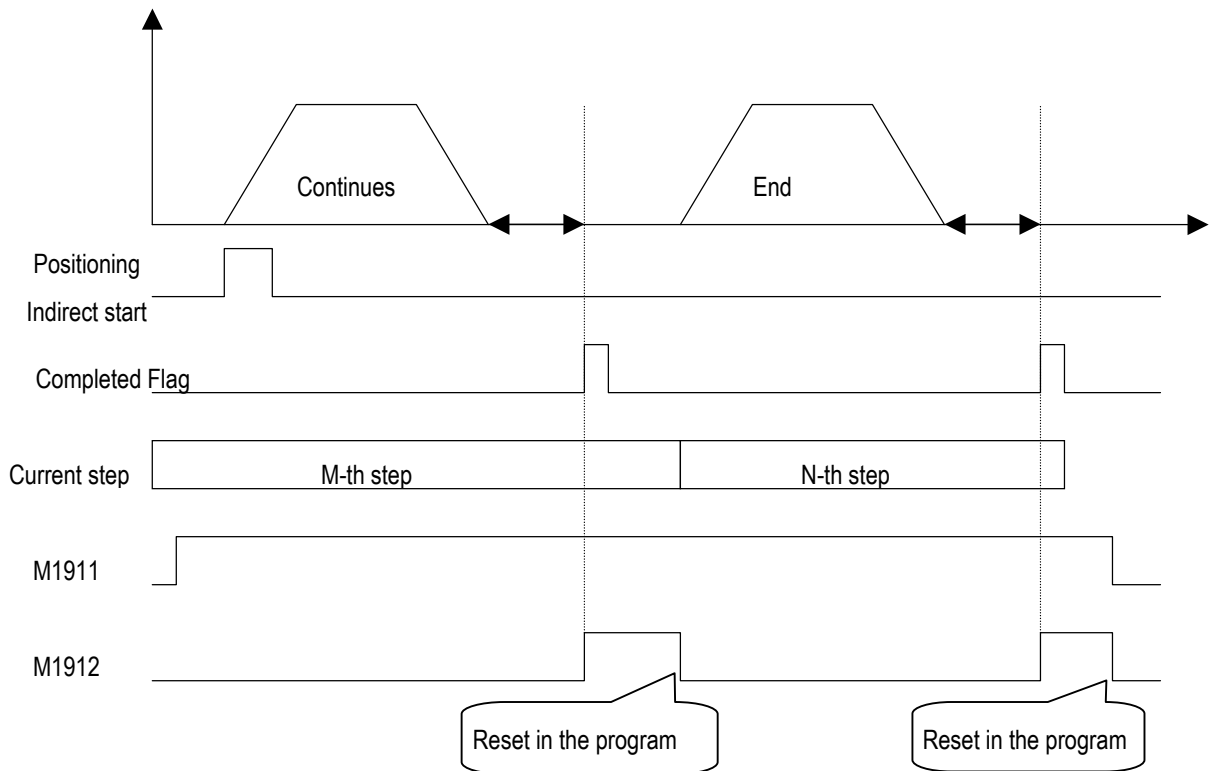 Continues
End
Positioning
Indirect start
Completed Flag
Current step
M-th step
N-th step
M1911
M1912
Reset in the program
Reset in the program